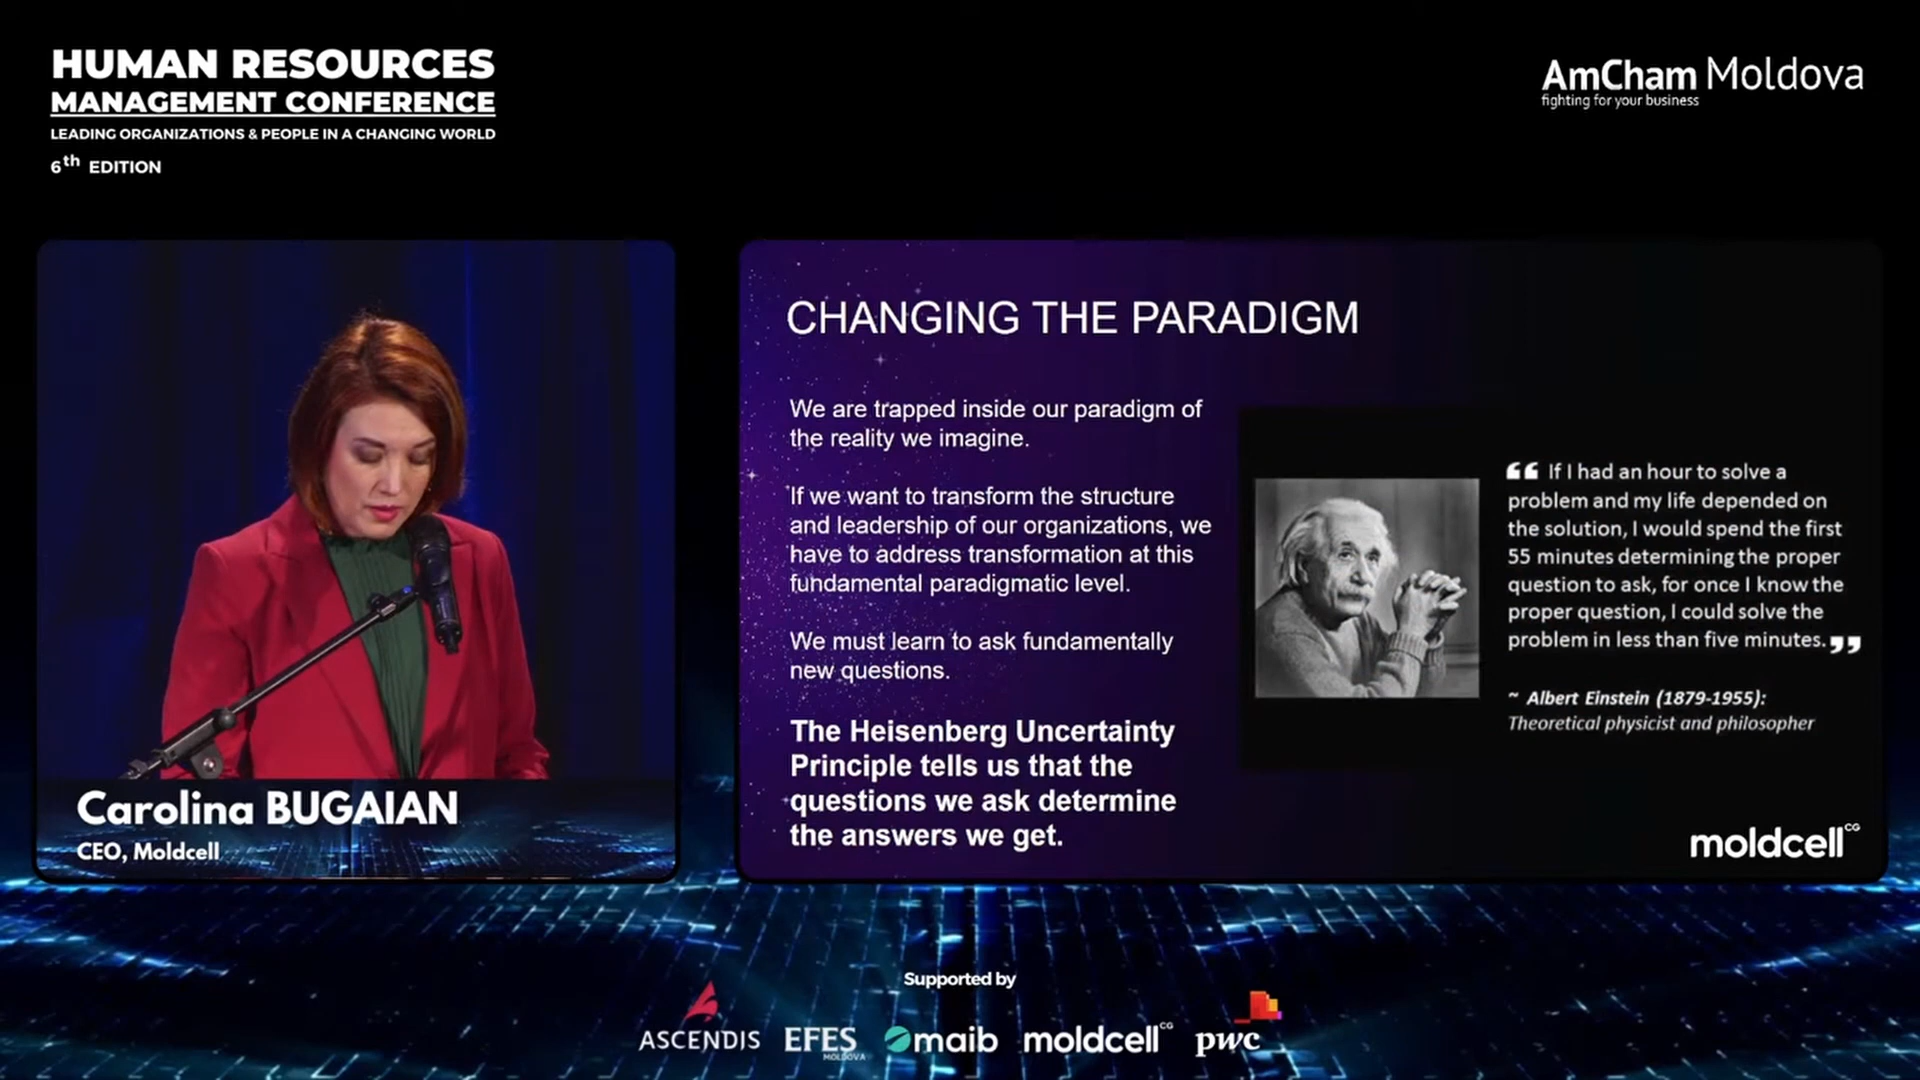 HUMAN RESOURCES
MANAGEMENT CONFERENCE
LEADING ORGANIZATIONS & PEOPLE IN A CHANGING WORLD
6th EDITION
AmCham Moldova
fighting for your business
Carolina BUGAIAN
CEO, Moldcell
CHANGING THE PARADIGM
We are trapped inside our paradigm of
the reality we imagine.
If we want to transform the structure
and leadership of our organizations, we
have to address transformation at this
fundamental paradigmatic level.
We must learn to ask fundamentally
new questions.
The Heisenberg Uncertainty
Principle tells us that the
questions we ask determine
the answers we get.
“ If I had an hour to solve a
problem and my life depended on
the solution, I would spend the first
55 minutes determining the proper
question to ask, for once I know the
proper question, I could solve the
problem in less than five minutes. ”
~ Albert Einstein (1879-1955):
Theoretical physicist and philosopher
moldcell CG
Supported by
ASCENDIS
EFES
MOLDOVA
maib
moldcell CG
pwc